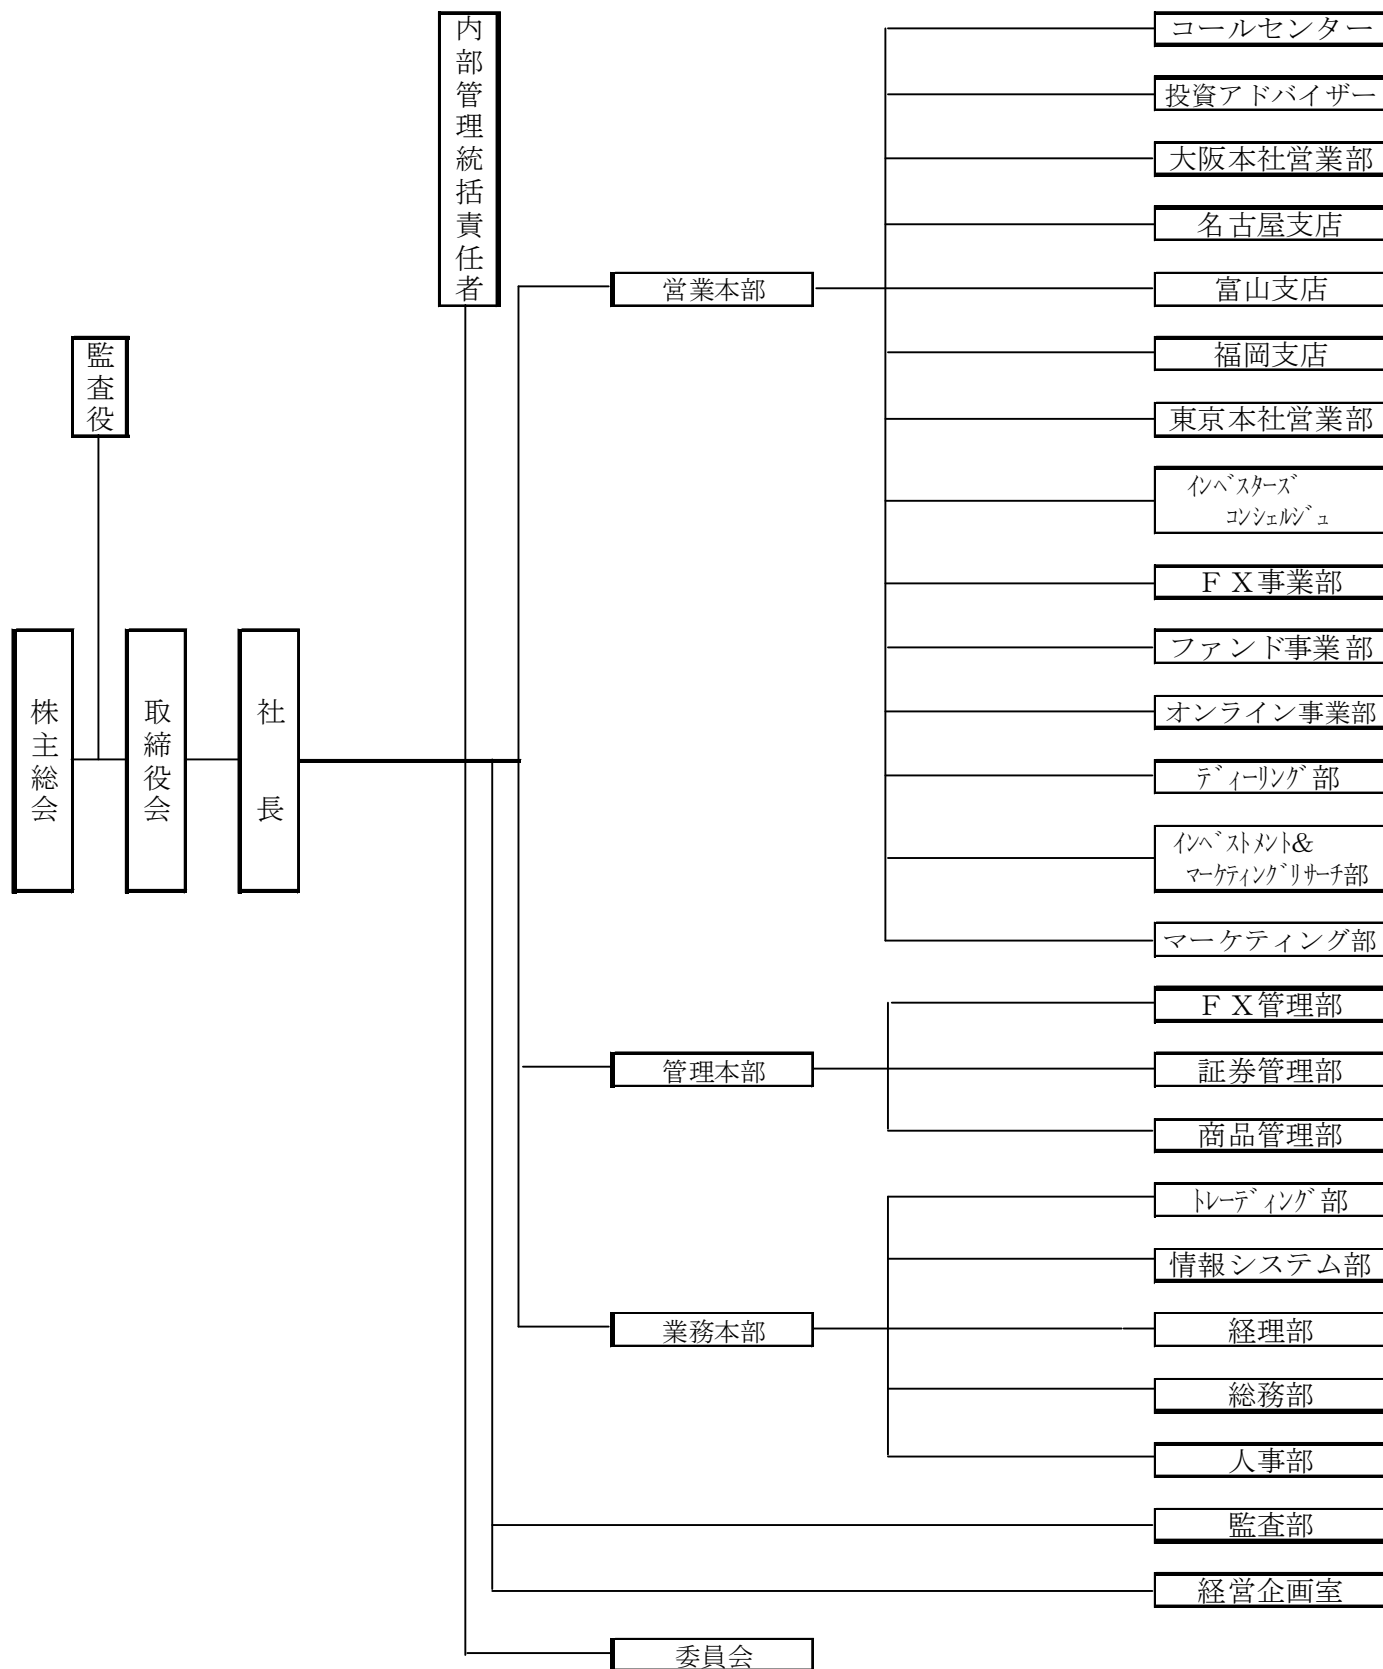 内部管理統括責任者
監査役
株主総会
取締役会
社長
営業本部
コールセンター
投資アドバイザー
大阪本社営業部
名古屋支店
富山支店
福岡支店
東京本社営業部
インベスターズ
コンシェルジュ
ＦＸ事業部
ファンド事業部
オンライン事業部
ディーリング部
インベストメント&
マーケティングリサーチ部
マーケティング部
管理本部
ＦＸ管理部
証券管理部
商品管理部
業務本部
トレーディング部
情報システム部
経理部
総務部
人事部
監査部
経営企画室
委員会